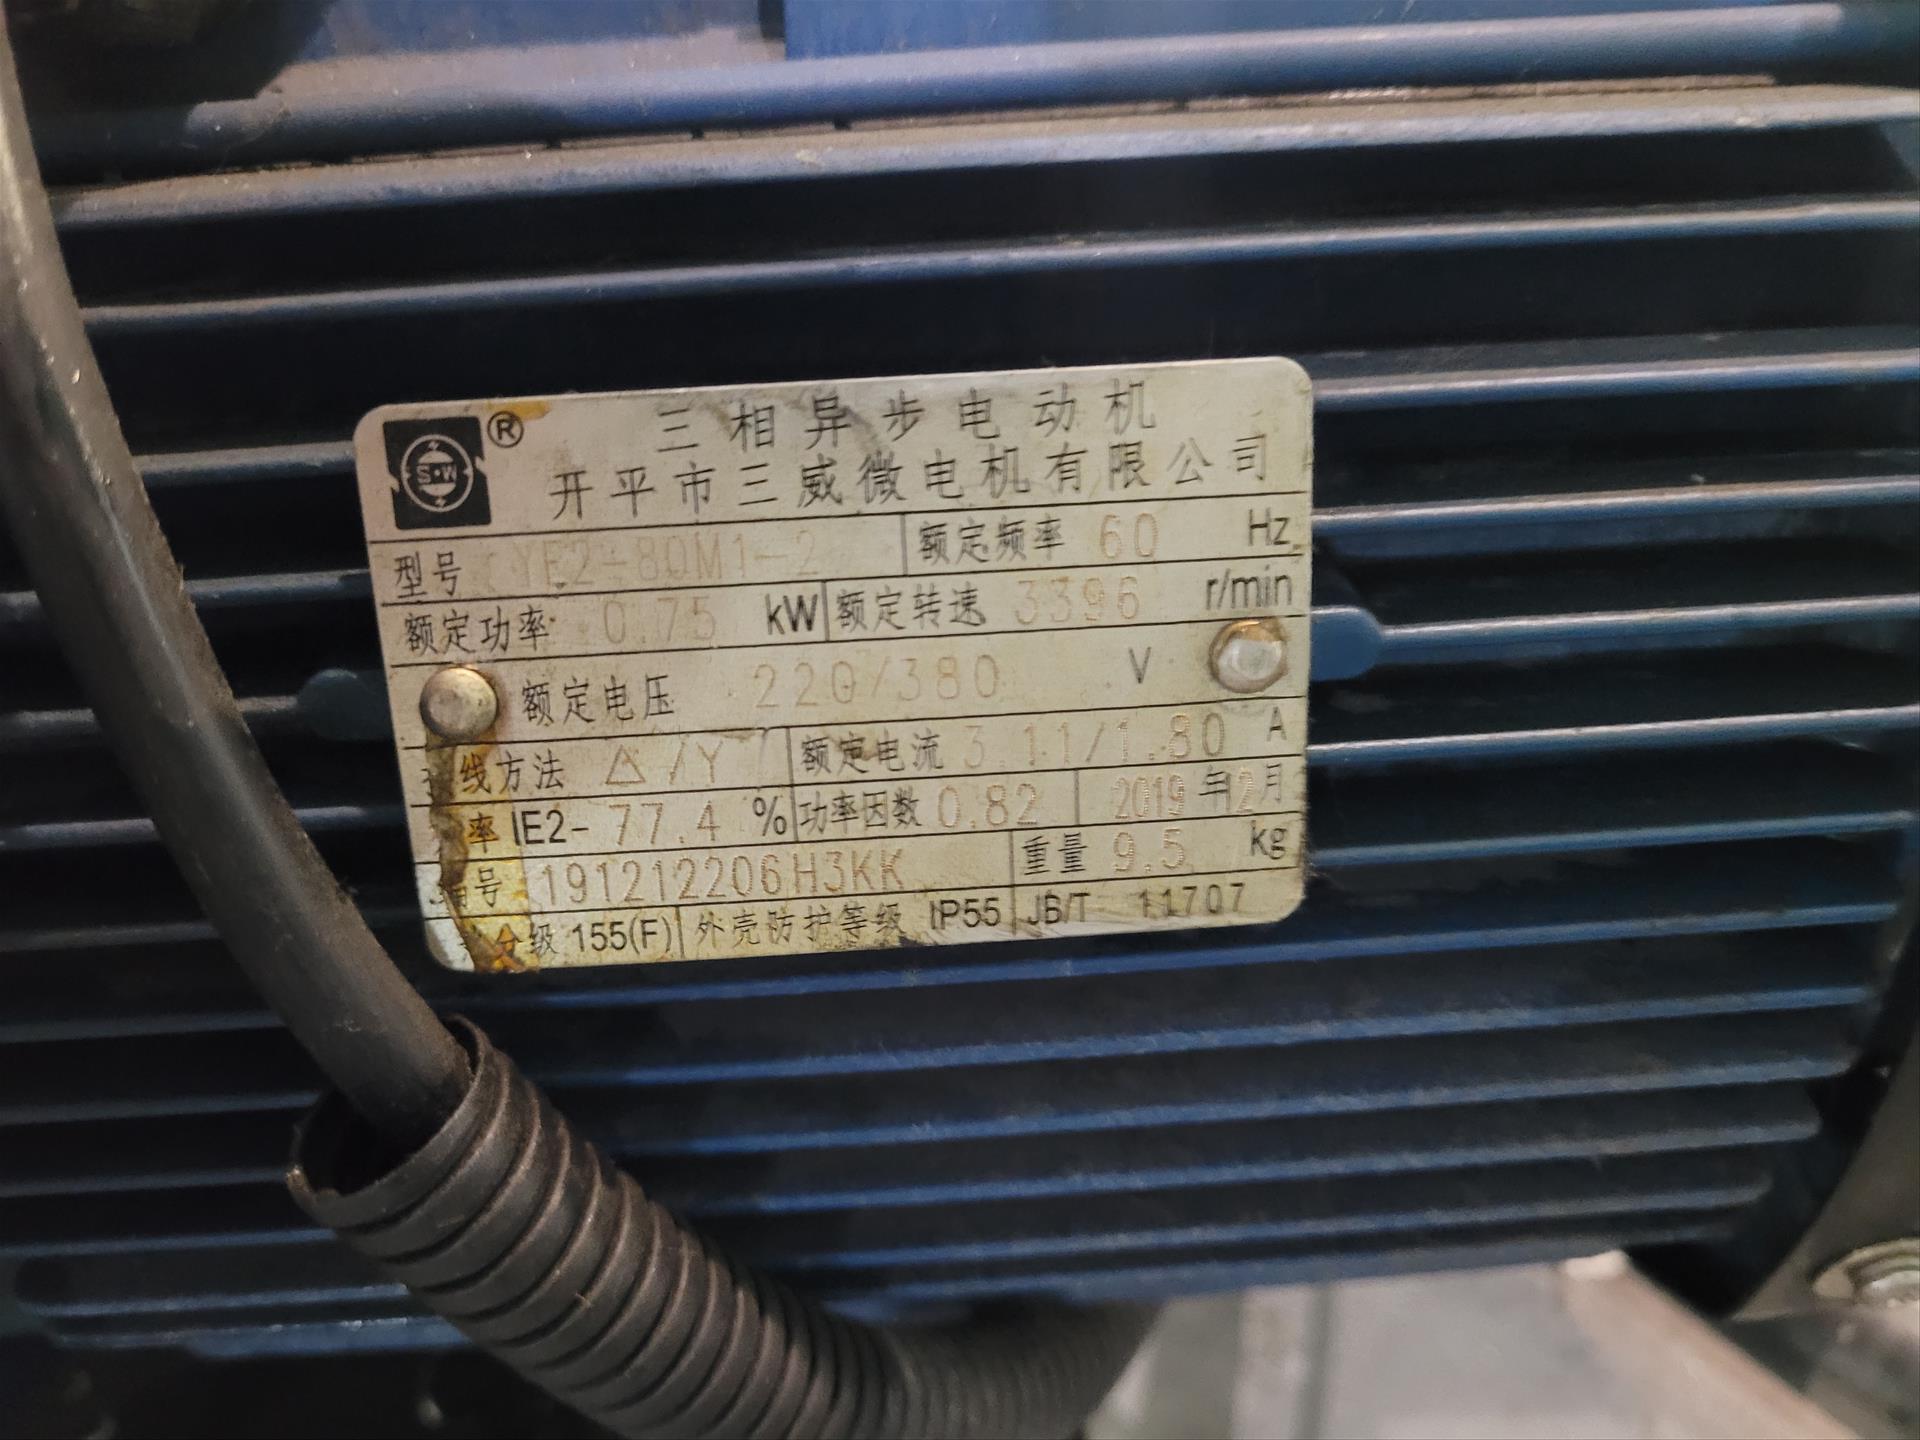 S·W ® 三相异步电动机
开平市三威微电机有限公司
型号 YE2-80M1-2 额定频率 60 Hz
额定功率 0.75 kW 额定转速 3396 r/min
额定电压 220/380 V
线方法 △/Y 额定电流 3.11/1.80 A
率 IE2- 77.4 % 功率因数 0.82 2019 年 12 月
号 191212206H3KK 重量 9.5 kg
级 155(F) 外壳防护等级 IP55 JB/T 11707